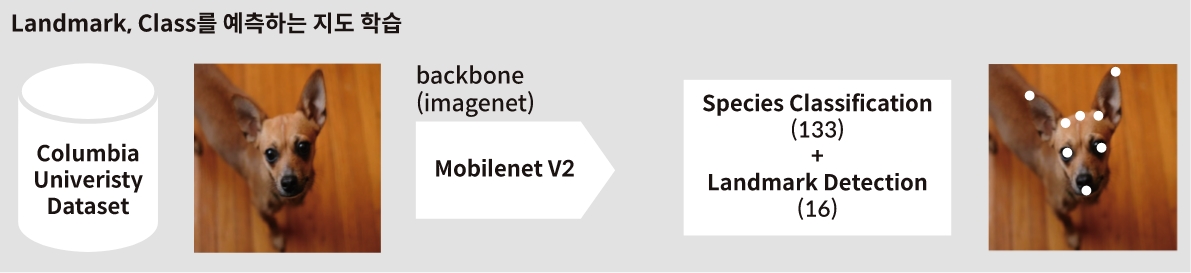 Landmark, Class를 예측하는 지도 학습
Columbia
Univeristy
Dataset
backbone
(imagenet)
Mobilenet V2
Species Classification
(133)
+
Landmark Detection
(16)